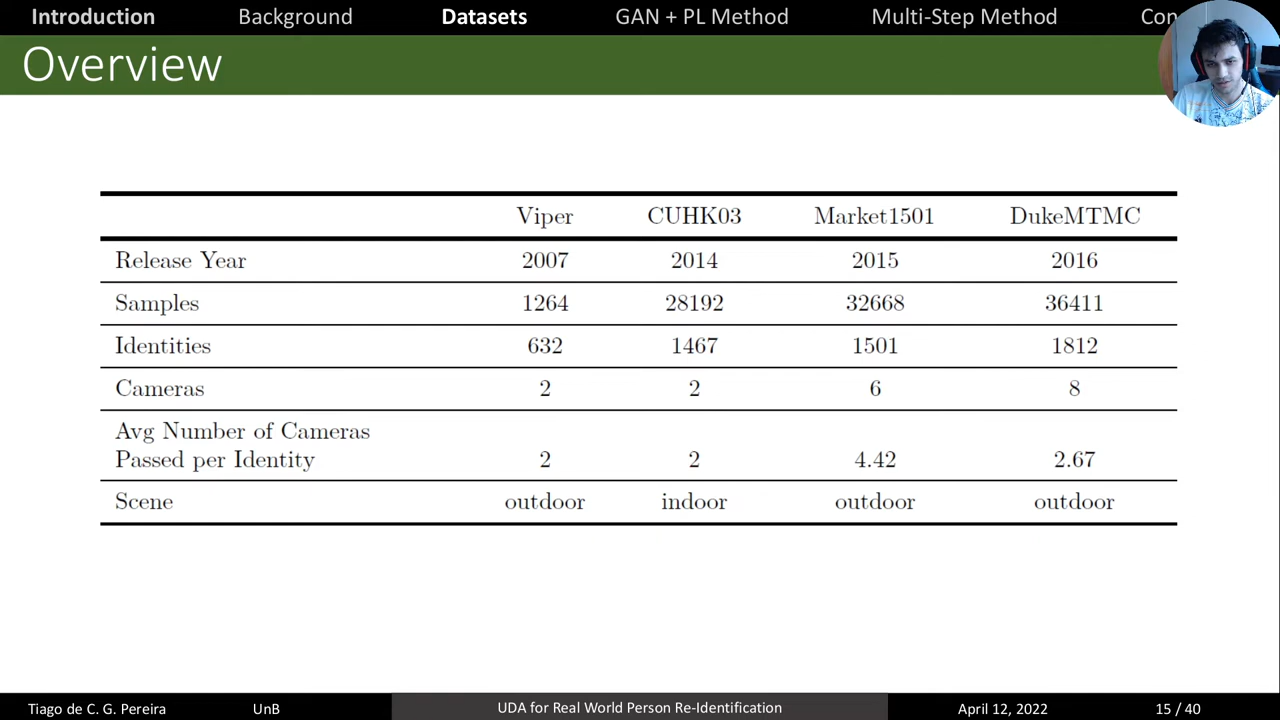 Introduction Background Datasets GAN + PL Method Multi-Step Method Con
Overview
Viper CUHK03 Market1501 DukeMTMC
Release Year 2007 2014 2015 2016
Samples 1264 28192 32668 36411
Identities 632 1467 1501 1812
Cameras 2 2 6 8
Avg Number of Cameras
Passed per Identity 2 2 4.42 2.67
Scene outdoor indoor outdoor outdoor
Tiago de C. G. Pereira UnB UDA for Real World Person Re-Identification April 12, 2022 15 / 40